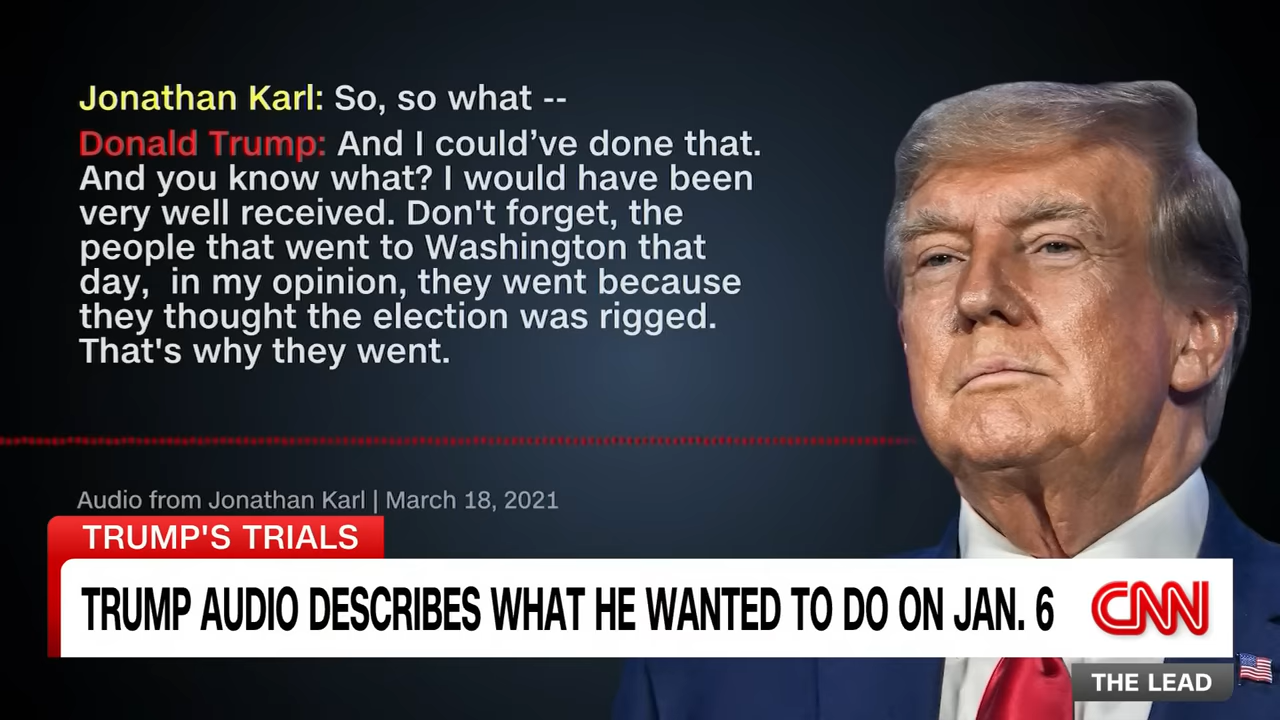 Jonathan Karl: So, so what --
Donald Trump: And I could've done that.
And you know what? I would have been
very well received. Don't forget, the
people that went to Washington that
day,  in my opinion, they went because
they thought the election was rigged.
That's why they went.
Audio from Jonathan Karl | March 18, 2021
TRUMP'S TRIALS
TRUMP AUDIO DESCRIBES WHAT HE WANTED TO DO ON JAN. 6
CNN
THE LEAD